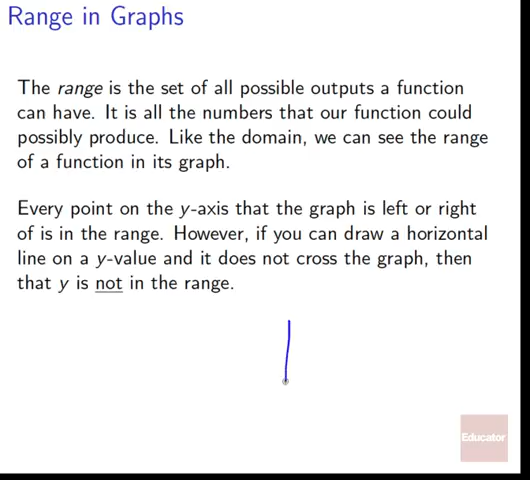 Range in Graphs
The range is the set of all possible outputs a function
can have. It is all the numbers that our function could
possibly produce. Like the domain, we can see the range
of a function in its graph.
Every point on the y-axis that the graph is left or right
of is in the range. However, if you can draw a horizontal
line on a y-value and it does not cross the graph, then
that y is not in the range.
Educator